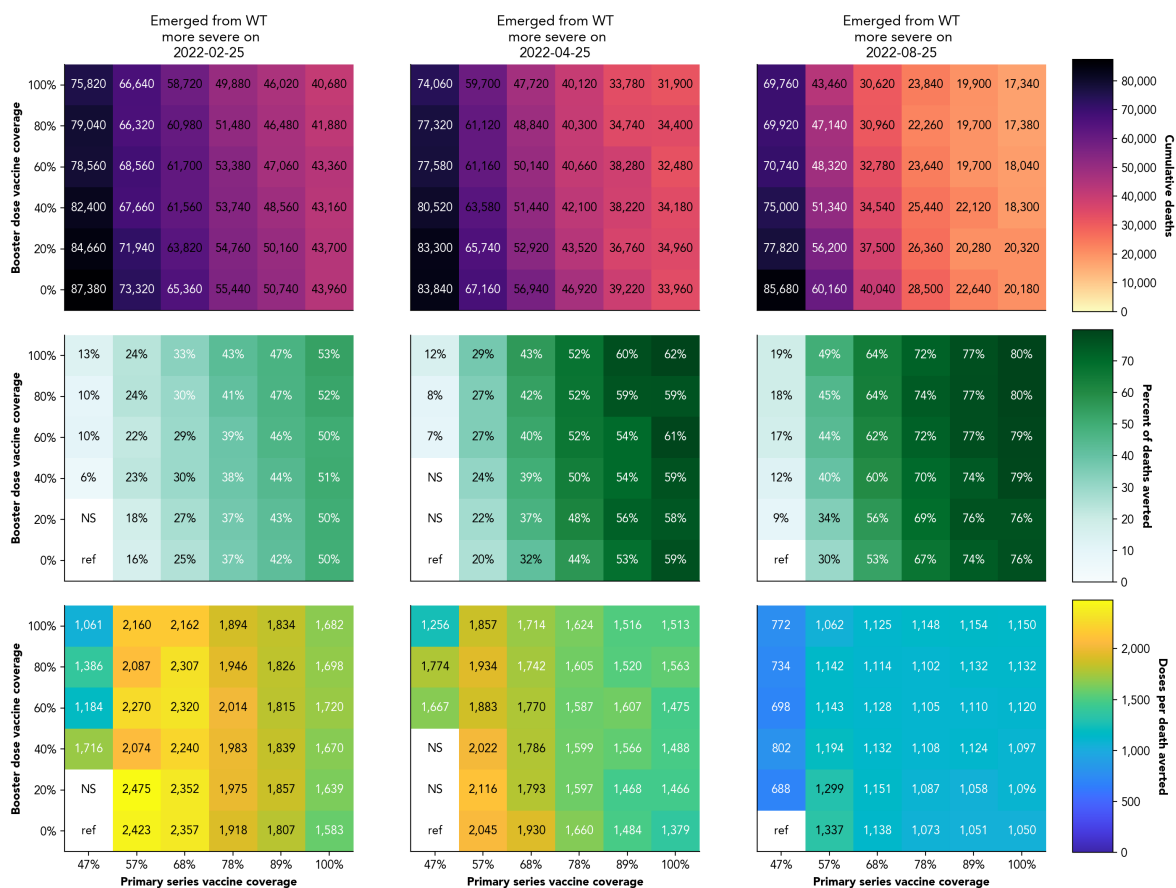 Emerged from WT
more severe on
2022-02-25
Emerged from WT
more severe on
2022-04-25
Emerged from WT
more severe on
2022-08-25
Booster dose vaccine coverage
100% 75,820 66,640 58,720 49,880 46,020 40,680 74,060 59,700 47,720 40,120 33,780 31,900 69,760 43,460 30,620 23,840 19,900 17,340
80% 79,040 66,320 60,980 51,480 46,480 41,880 77,320 61,120 48,840 40,300 34,740 34,400 69,920 47,140 30,960 22,260 19,700 17,380
60% 78,560 68,560 61,700 53,380 47,060 43,360 77,580 61,160 50,140 40,660 38,280 32,480 70,740 48,320 32,780 23,640 19,700 18,040
40% 82,400 67,660 61,560 53,740 48,560 43,160 80,520 63,580 51,440 42,100 38,220 34,180 75,000 51,340 34,540 25,440 22,120 18,300
20% 84,660 71,940 63,820 54,760 50,160 43,700 83,300 65,740 52,920 43,520 36,760 34,960 77,820 56,200 37,500 26,360 20,280 20,320
0% 87,380 73,320 65,360 55,440 50,740 43,960 83,840 67,160 56,940 46,920 39,220 33,960 85,680 60,160 40,040 28,500 22,640 20,180
80,000
70,000
60,000
50,000
40,000
30,000
20,000
10,000
0
Cumulative deaths
Booster dose vaccine coverage
100% 13% 24% 33% 43% 47% 53% 12% 29% 43% 52% 60% 62% 19% 49% 64% 72% 77% 80%
80% 10% 24% 30% 41% 47% 52% 8% 27% 42% 52% 59% 59% 18% 45% 64% 74% 77% 80%
60% 10% 22% 29% 39% 46% 50% 7% 27% 40% 52% 54% 61% 17% 44% 62% 72% 77% 79%
40% 6% 23% 30% 38% 44% 51% NS 24% 39% 50% 54% 59% 12% 40% 60% 70% 74% 79%
20% NS 18% 27% 37% 43% 50% NS 22% 37% 48% 56% 58% 9% 34% 56% 69% 76% 76%
0% ref 16% 25% 37% 42% 50% ref 20% 32% 44% 53% 59% ref 30% 53% 67% 74% 76%
70
60
50
40
30
20
10
0
Percent of deaths averted
Booster dose vaccine coverage
100% 1,061 2,160 2,162 1,894 1,834 1,682 1,256 1,857 1,714 1,624 1,516 1,513 772 1,062 1,125 1,148 1,154 1,150
80% 1,386 2,087 2,307 1,946 1,826 1,698 1,774 1,934 1,742 1,605 1,520 1,563 734 1,142 1,114 1,102 1,132 1,132
60% 1,184 2,270 2,320 2,014 1,815 1,720 1,667 1,883 1,770 1,587 1,607 1,475 698 1,143 1,128 1,105 1,110 1,120
40% 1,716 2,074 2,240 1,983 1,839 1,670 NS 2,022 1,786 1,599 1,566 1,488 802 1,194 1,132 1,108 1,124 1,097
20% NS 2,475 2,352 1,975 1,857 1,639 NS 2,116 1,793 1,597 1,468 1,466 688 1,299 1,151 1,087 1,058 1,096
0% ref 2,423 2,357 1,918 1,807 1,583 ref 2,045 1,930 1,660 1,484 1,379 ref 1,337 1,138 1,073 1,051 1,050
47% 57% 68% 78% 89% 100% 47% 57% 68% 78% 89% 100% 47% 57% 68% 78% 89% 100%
Primary series vaccine coverage Primary series vaccine coverage Primary series vaccine coverage
2,000
1,500
1,000
500
0
Doses per death averted